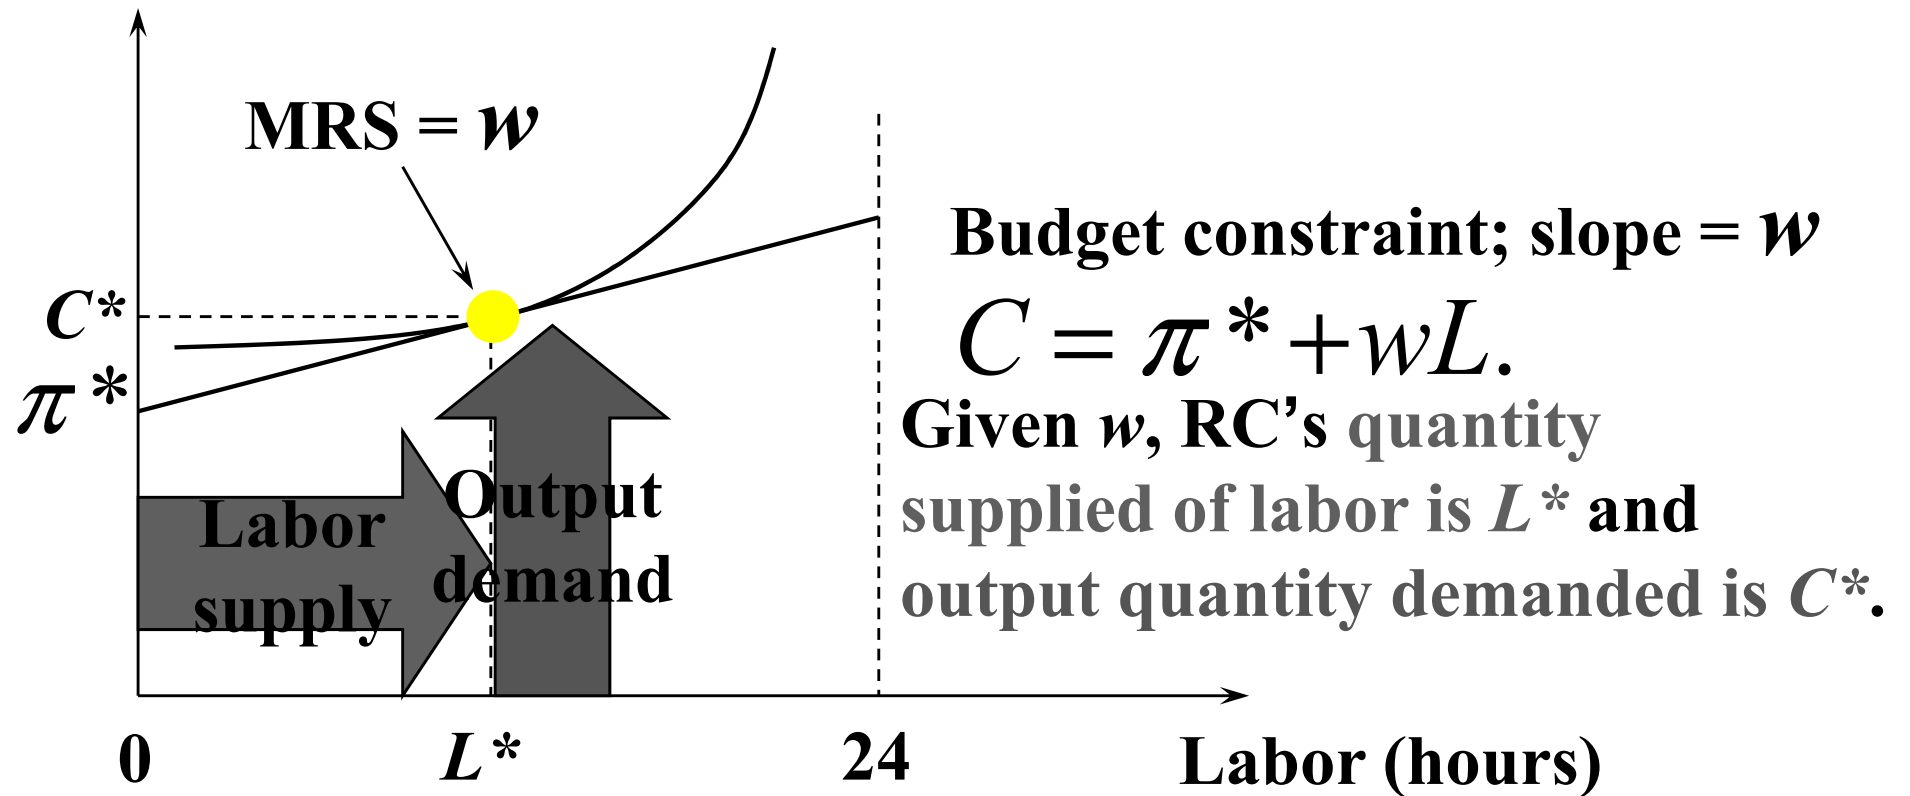 MRS = w
Budget constraint; slope = w
C*
C = π* + wL.
π*
Given w, RC’s quantity
supplied of labor is L* and
output quantity demanded is C*.
Labor
supply
Output
demand
0
L*
24
Labor (hours)